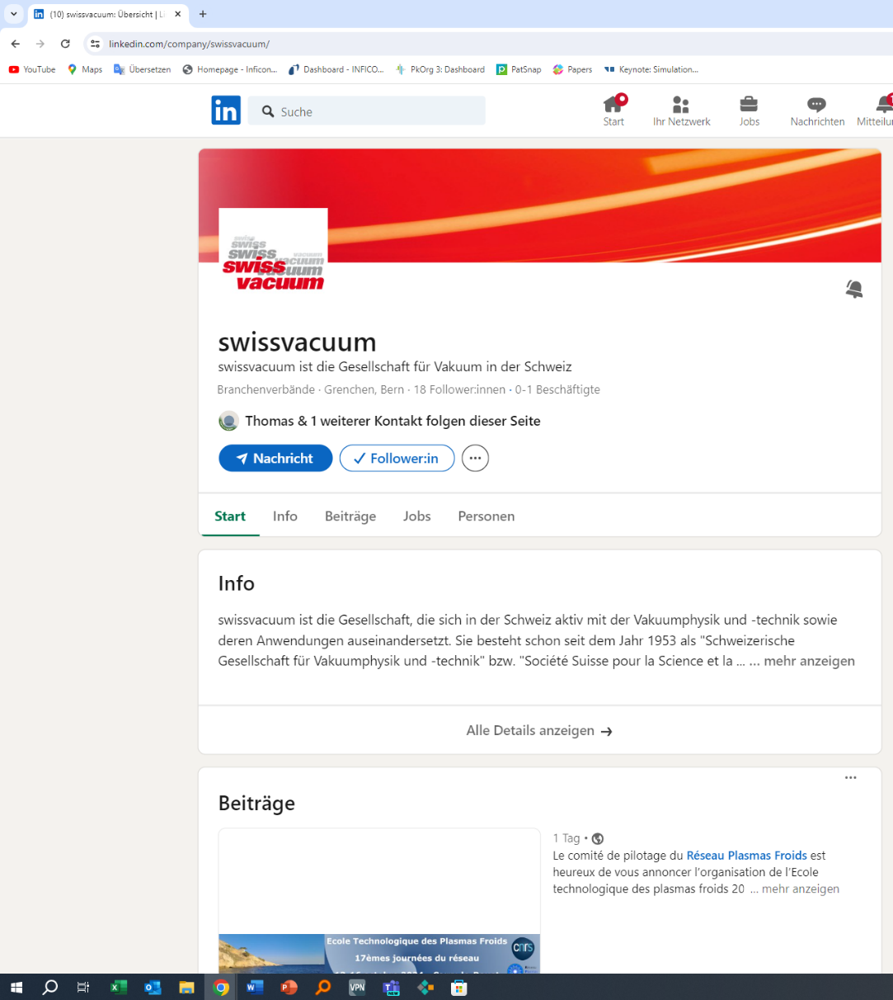 (10) swissvacuum: Übersicht | Li
linkedin.com/company/swissvacuum/
YouTube
Maps
Übersetzen
Homepage - Inficon...
Dashboard - INFICO...
PkOrg 3: Dashboard
PatSnap
Papers
Keynote: Simulation...
in
Suche
Start
Ihr Netzwerk
Jobs
Nachrichten
Mitteilun
swiss
swiss
swiss
vacuum
swiss
vacuum
vacuum
swissvacuum
swissvacuum ist die Gesellschaft für Vakuum in der Schweiz
Branchenverbände · Grenchen, Bern · 18 Follower:innen · 0-1 Beschäftigte
Thomas & 1 weiterer Kontakt folgen dieser Seite
Nachricht
Follower:in
Start
Info
Beiträge
Jobs
Personen
Info
swissvacuum ist die Gesellschaft, die sich in der Schweiz aktiv mit der Vakuumphysik und -technik sowie
deren Anwendungen auseinandersetzt. Sie besteht schon seit dem Jahr 1953 als "Schweizerische
Gesellschaft für Vakuumphysik und -technik" bzw. "Société Suisse pour la Science et la ... ... mehr anzeigen
Alle Details anzeigen →
Beiträge
1 Tag •
Le comité de pilotage du Réseau Plasmas Froids est
heureux de vous annoncer l'organisation de l'Ecole
technologique des plasmas froids 20 ... mehr anzeigen
Ecole Technologique des Plasmas Froids
17èmes journées du réseau
cnrs
VPN
NEW